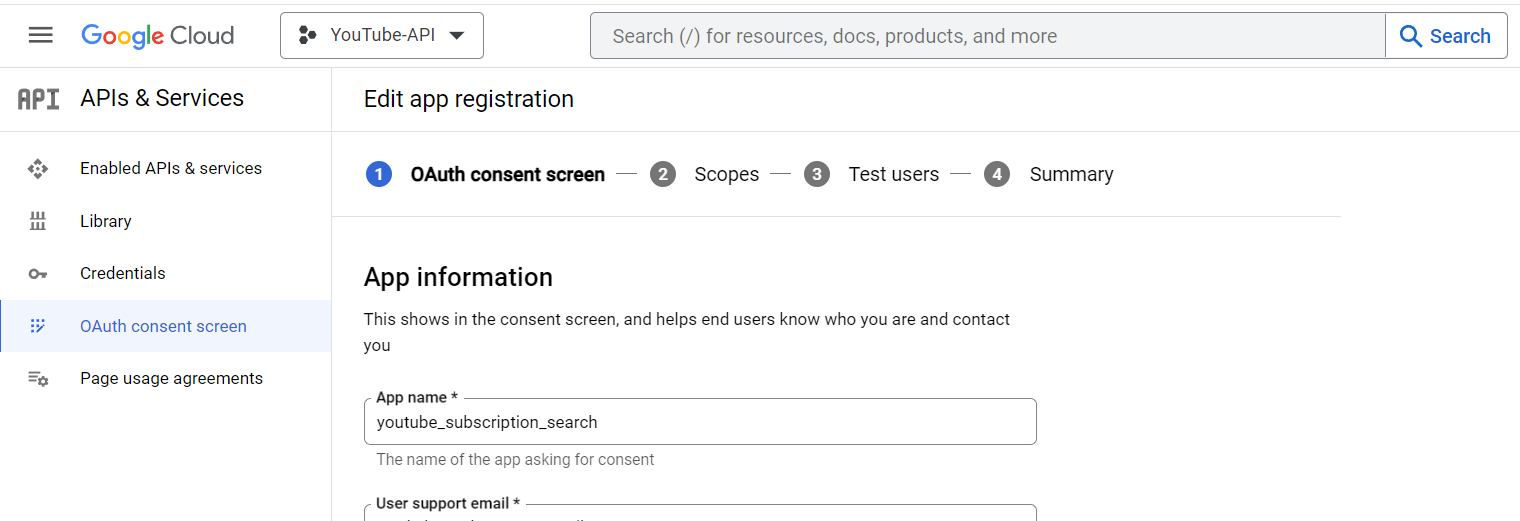 Google Cloud
YouTube-API
Search (/) for resources, docs, products, and more
Search
API
APIs & Services
Edit app registration
Enabled APIs & services
Library
Credentials
OAuth consent screen
Page usage agreements
1 OAuth consent screen
2 Scopes
3 Test users
4 Summary
App information
This shows in the consent screen, and helps end users know who you are and contact
you
App name *
youtube_subscription_search
The name of the app asking for consent
User support email *